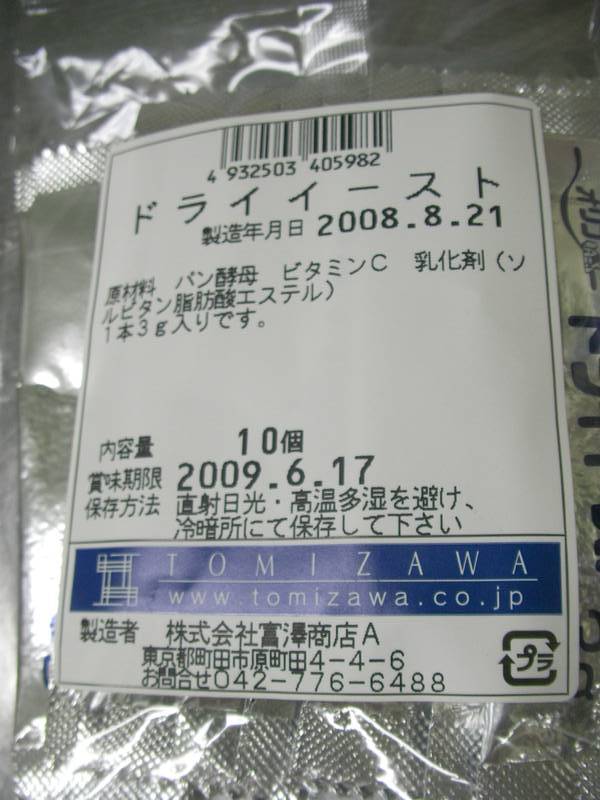 4 932503 405982
ドライイースト
製造年月日 2008.8.21
原材料 パン酵母 ビタミンC 乳化剤(ソ
ルビタン脂肪酸エステル)
1本3g入りです。
内容量 10個
賞味期限 2009.6.17
保存方法 直射日光・高温多湿を避け、
冷暗所にて保存して下さい
TOMIZAWA
www.tomizawa.co.jp
製造者 株式会富澤商店A
東京都町田市原町田4-4-6
お問合せ042-776-6488
プラ